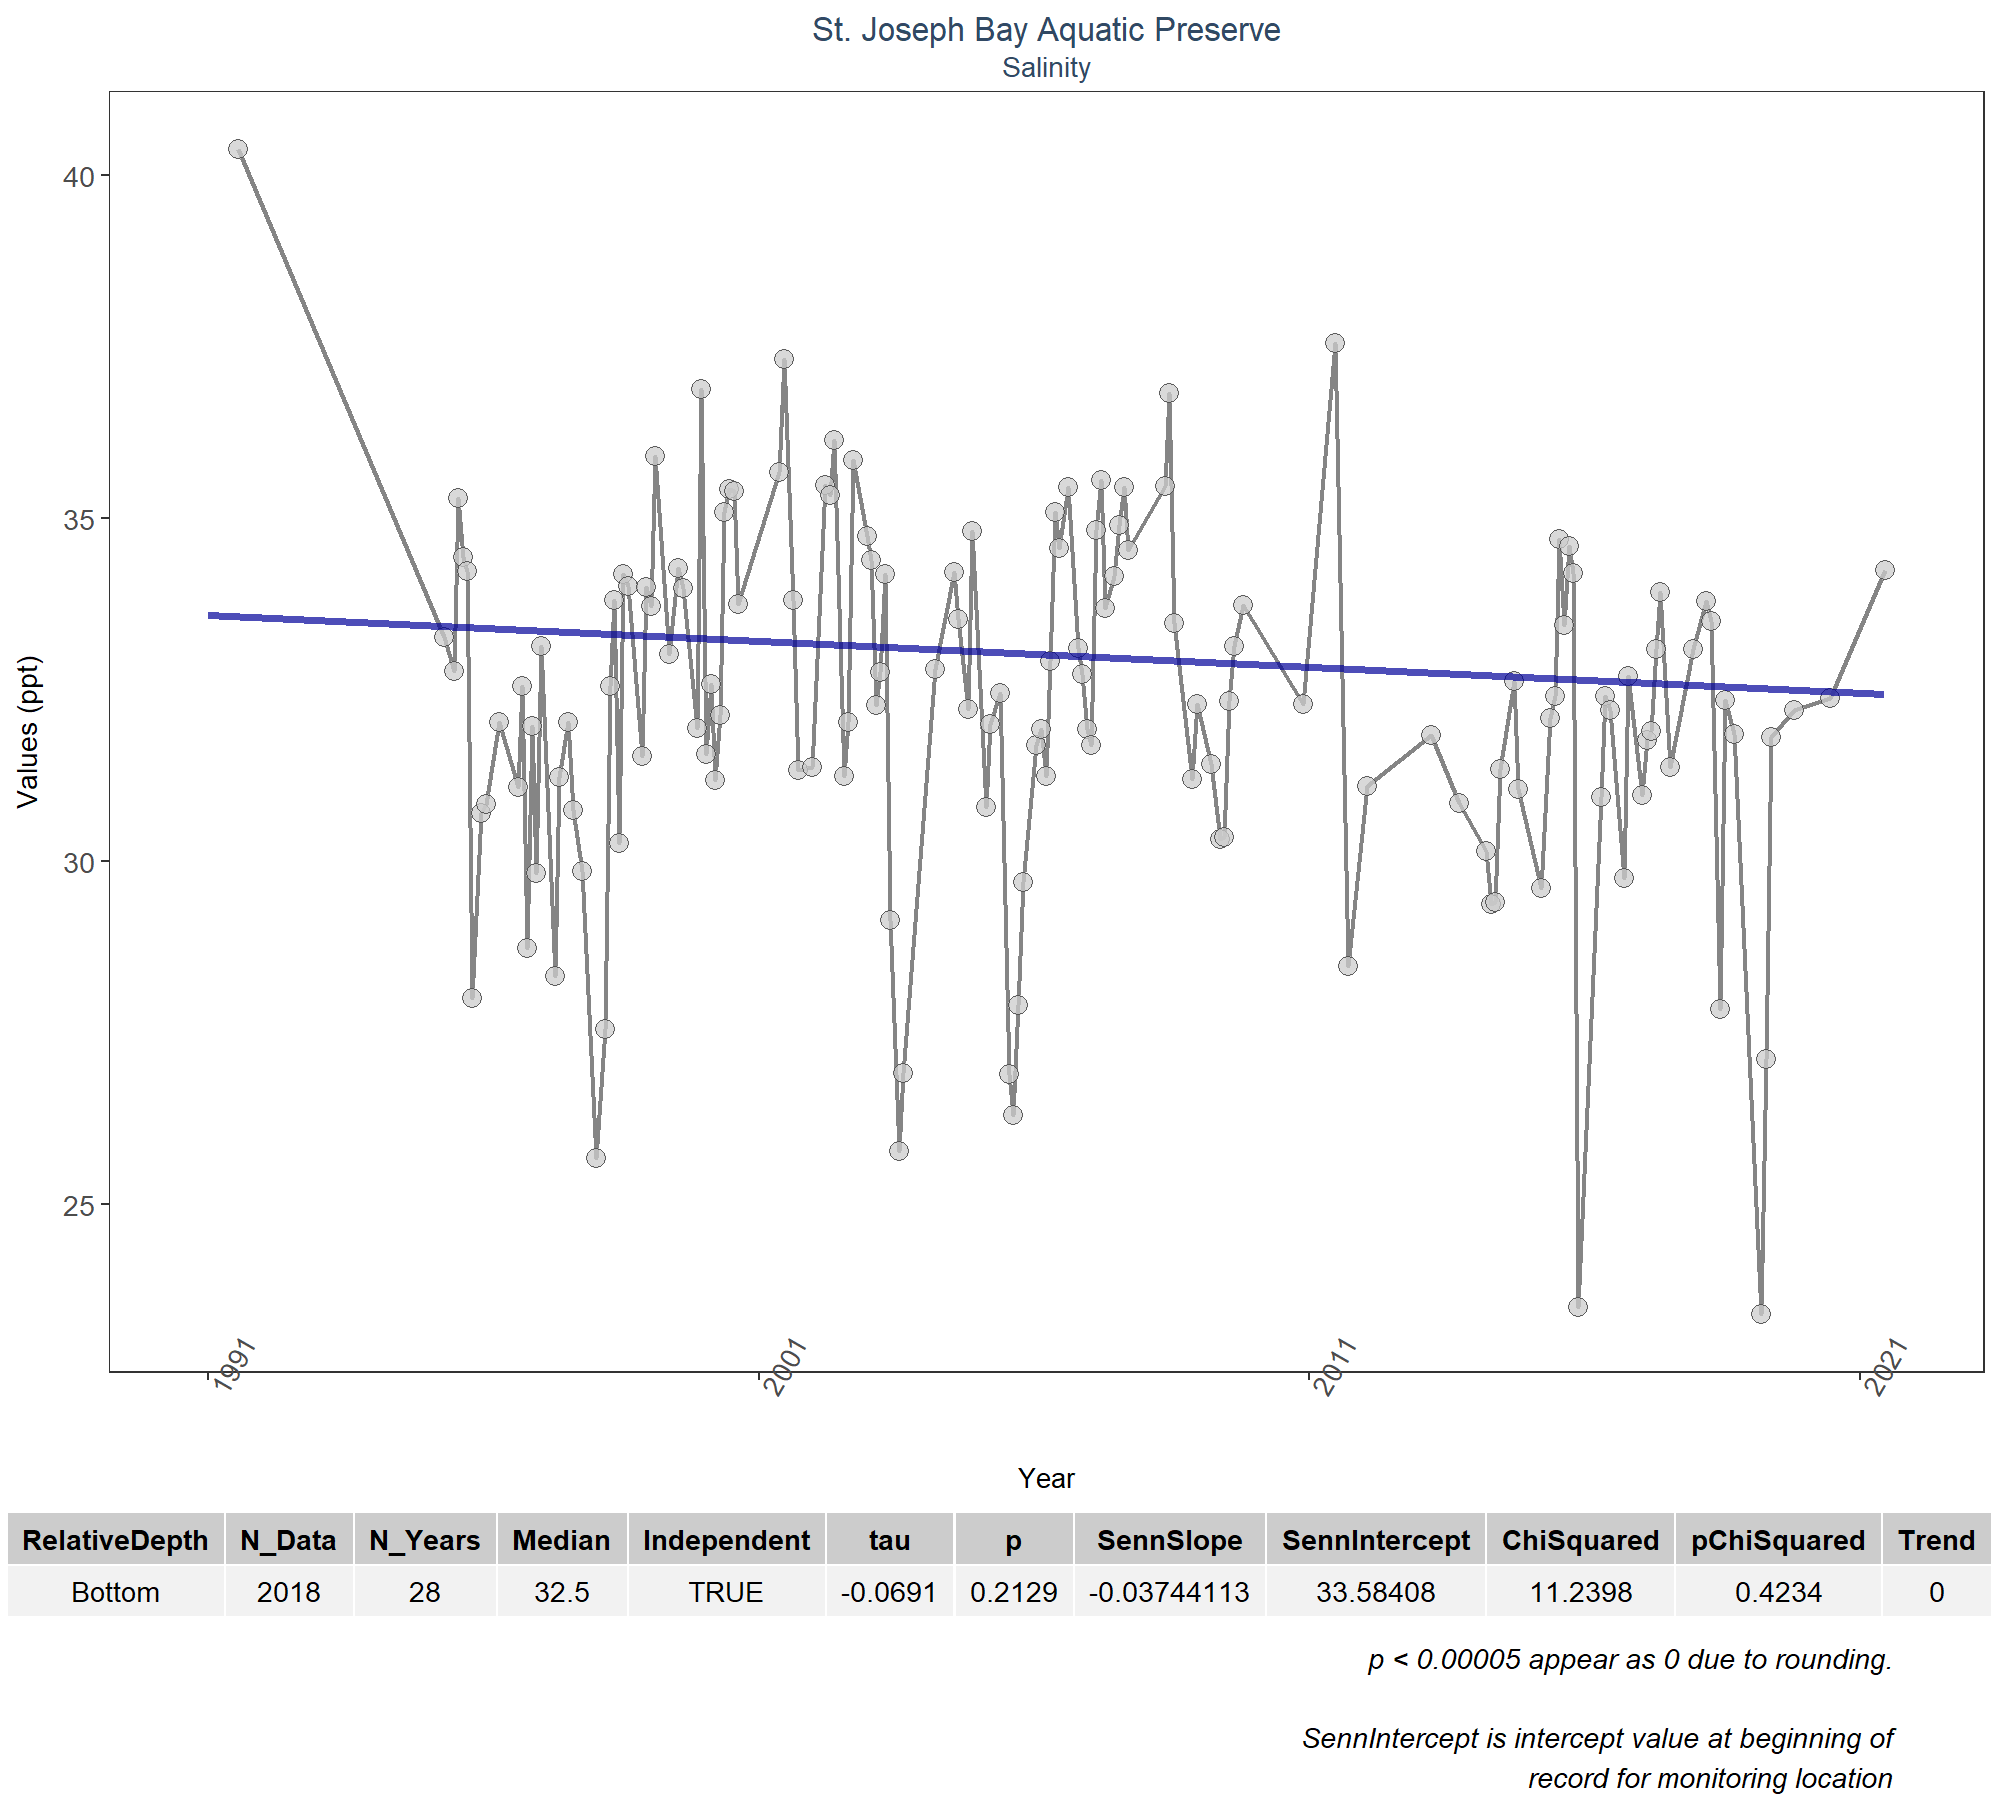 St. Joseph Bay Aquatic Preserve
Salinity
40
35
30
25
Values (ppt)
1991
2001
2011
2021
Year
RelativeDepth N_Data N_Years Median Independent tau p SennSlope SennIntercept ChiSquared pChiSquared Trend
Bottom 2018 28 32.5 TRUE -0.0691 0.2129 -0.03744113 33.58408 11.2398 0.4234 0
p < 0.00005 appear as 0 due to rounding.
SennIntercept is intercept value at beginning of
record for monitoring location